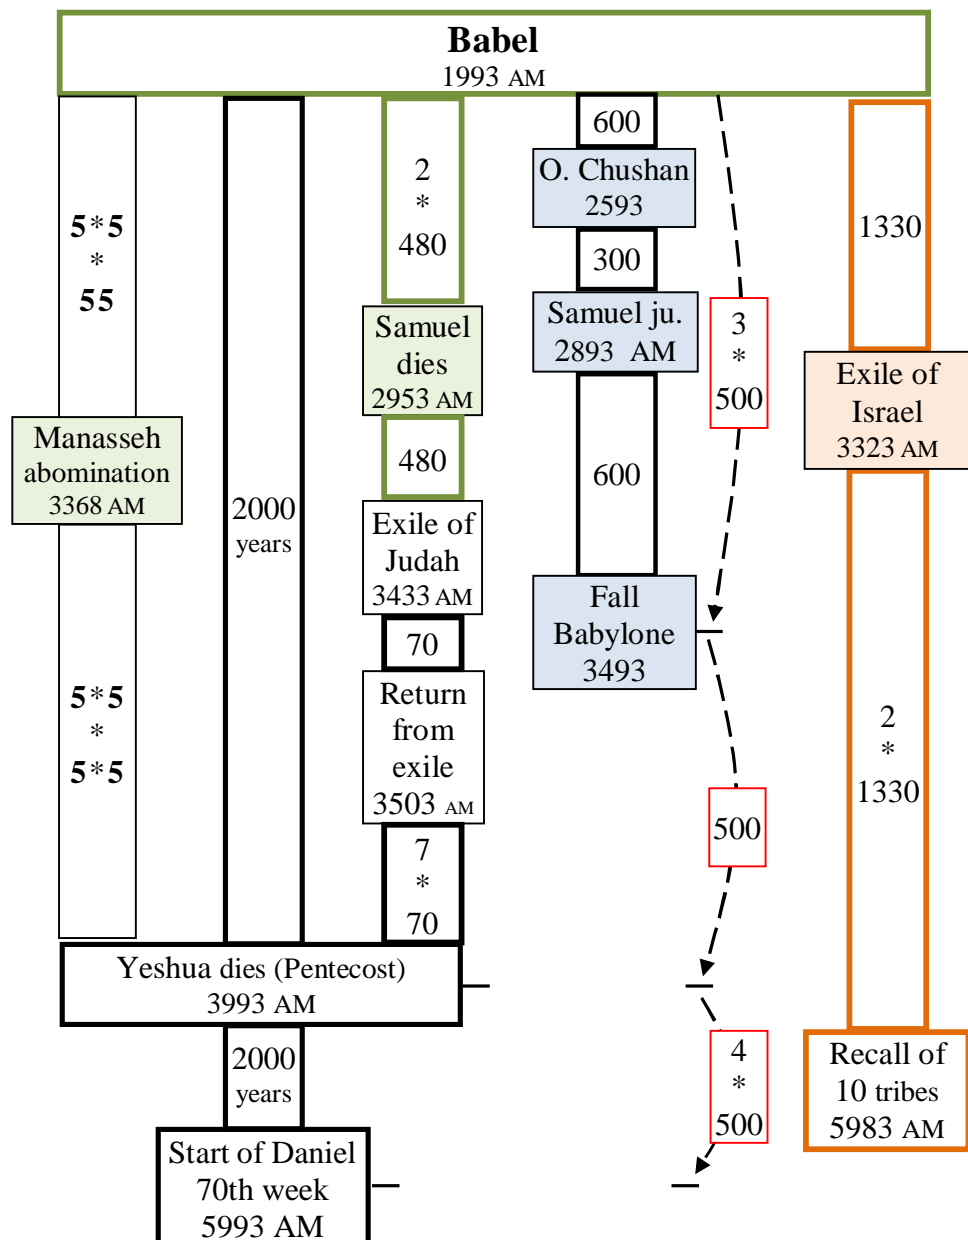 Babel
1993 AM
5*5
*
55
Manasseh
abomination
3368 AM
5*5
*
5*5
2000
years
2
*
480
Samuel
dies
2953 AM
480
Exile of
Judah
3433 AM
70
Return
from
exile
3503 AM
7
*
70
Yeshua dies (Pentecost)
3993 AM
2000
years
Start of Daniel
70th week
5993 AM
600
O. Chushan
2593
300
Samuel ju.
2893 AM
600
Fall
Babylone
3493
3
*
500
500
4
*
500
1330
Exile of
Israel
3323 AM
2
*
1330
Recall of
10 tribes
5983 AM